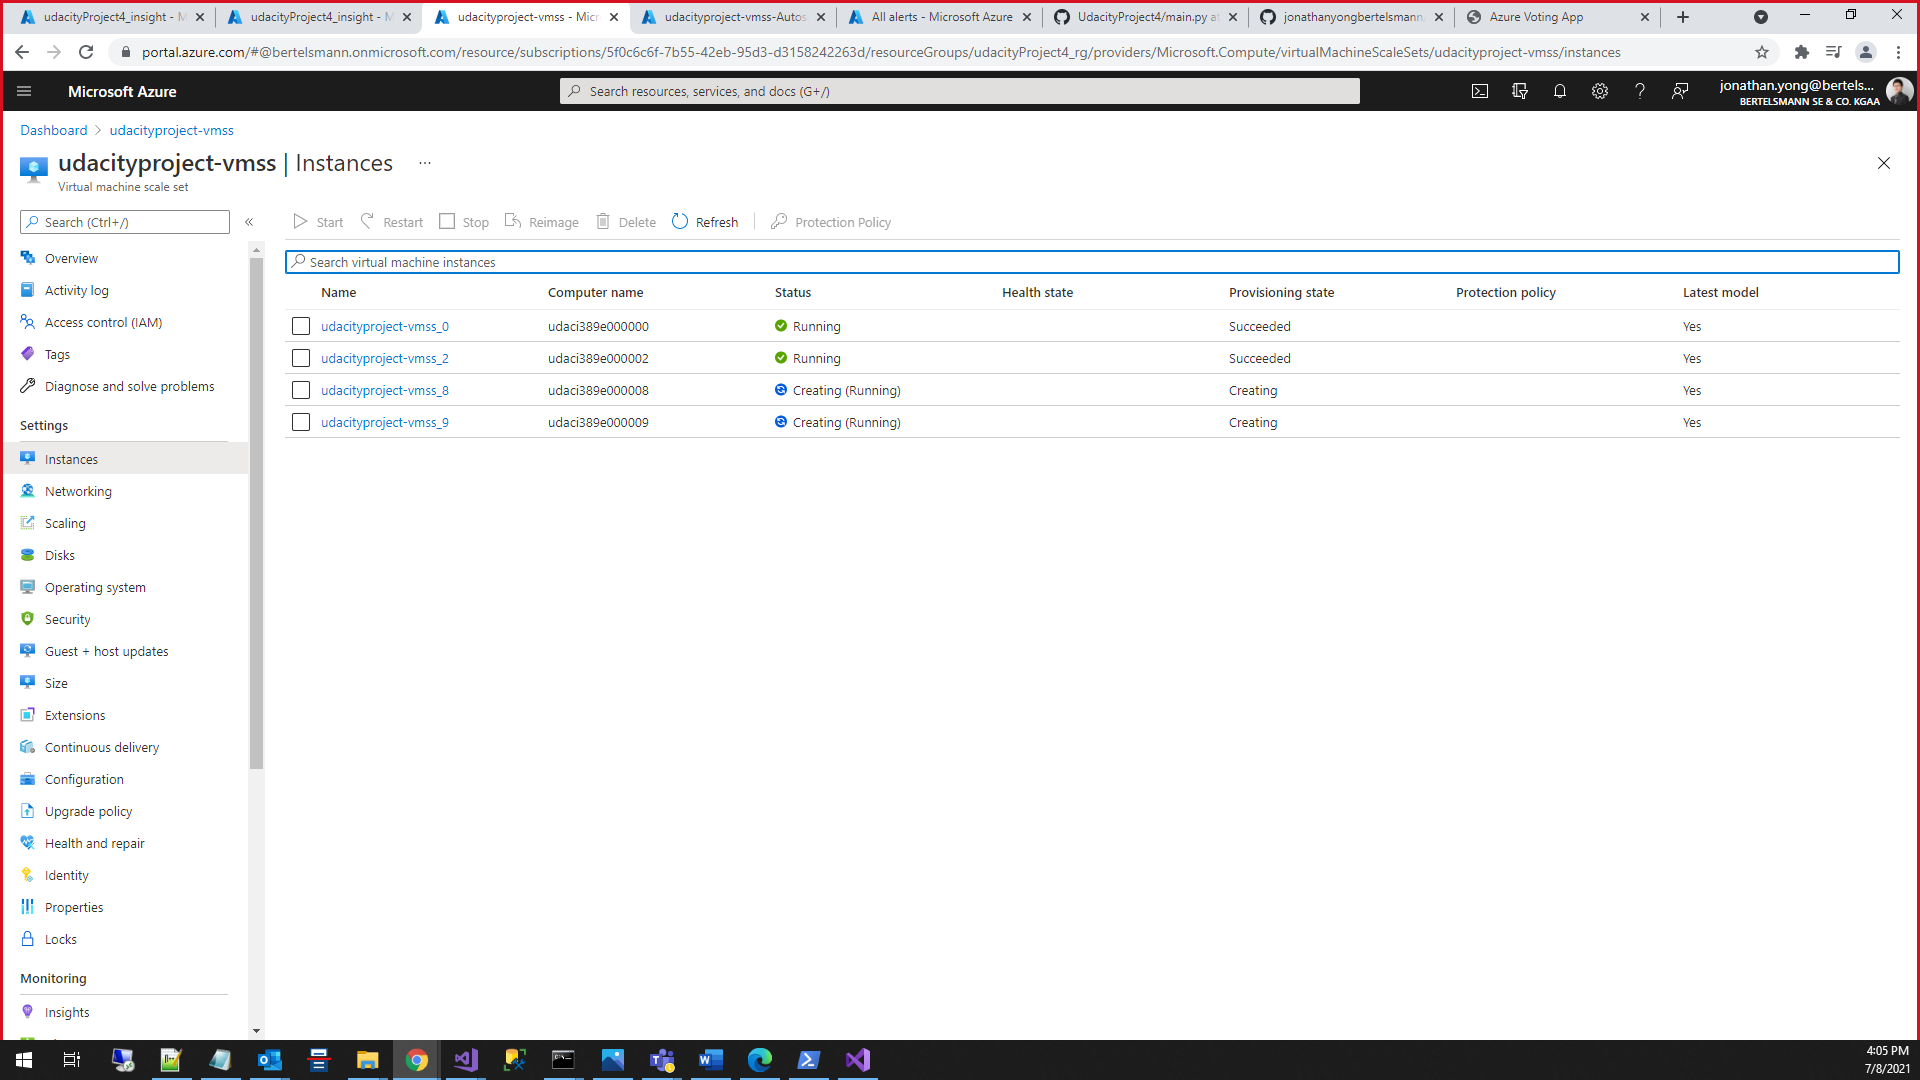 udacityProject4_insight - M
udacityProject4_insight - M
udacityproject-vmss - Micr
udacityproject-vmss-Autos
All alerts - Microsoft Azure
UdacityProject4/main.py at
jonathanyongbertelsmann
Azure Voting App
portal.azure.com/#@bertelsmann.onmicrosoft.com/resource/subscriptions/5f0c6c6f-7b55-42eb-95d3-d3158242263d/resourceGroups/udacityProject4_rg/providers/Microsoft.Compute/virtualMachineScaleSets/udacityproject-vmss/instances
Microsoft Azure
Search resources, services, and docs (G+/)
jonathan.yong@bertels...
BERTELSMANN SE & CO. KGAA
Dashboard > udacityproject-vmss
udacityproject-vmss | Instances ...
Virtual machine scale set
Search (Ctrl+/)
Overview
Activity log
Access control (IAM)
Tags
Diagnose and solve problems
Settings
Instances
Networking
Scaling
Disks
Operating system
Security
Guest + host updates
Size
Extensions
Continuous delivery
Configuration
Upgrade policy
Health and repair
Identity
Properties
Locks
Monitoring
Insights
Start Restart Stop Reimage Delete Refresh Protection Policy
Search virtual machine instances
Name Computer name Status Health state Provisioning state Protection policy Latest model
udacityproject-vmss_0 udaci389e000000 Running Succeeded Yes
udacityproject-vmss_2 udaci389e000002 Running Succeeded Yes
udacityproject-vmss_8 udaci389e000008 Creating (Running) Creating Yes
udacityproject-vmss_9 udaci389e000009 Creating (Running) Creating Yes
4:05 PM
7/8/2021